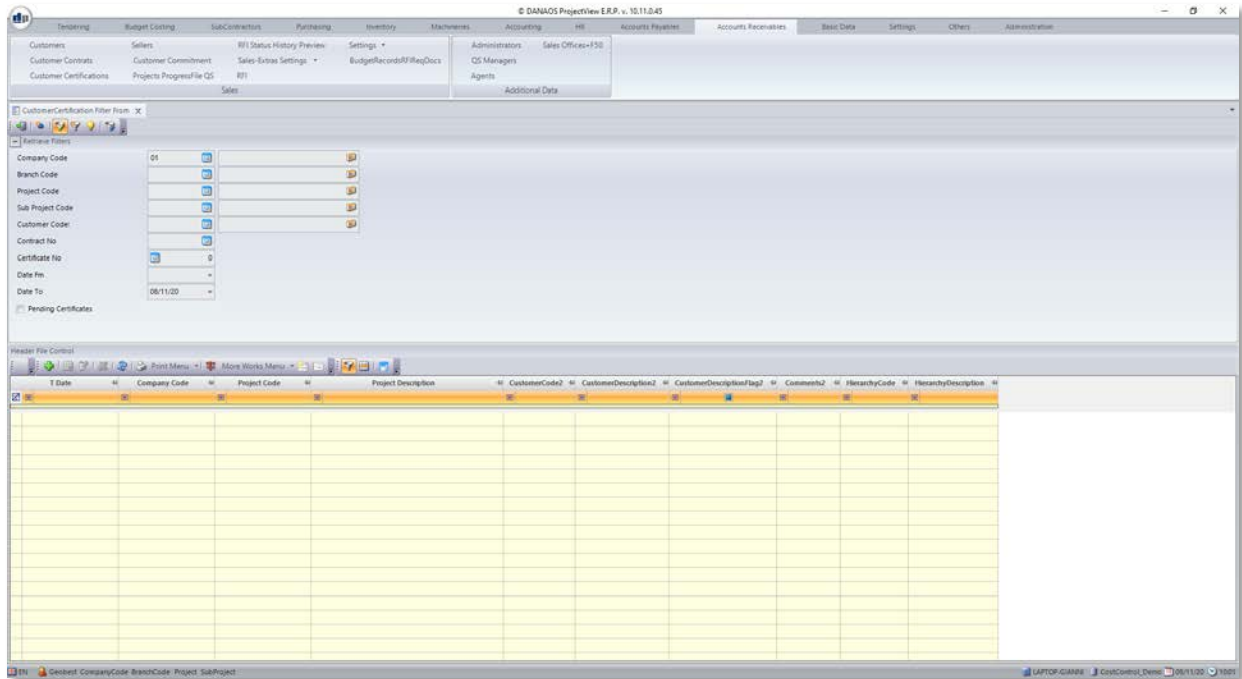 © DANAOS ProjectView E.R.P. v. 10.11.0.45
Tendering Budget Costing SubContractors Purchasing Inventory Machineries Accounting HR Accounts Payables Accounts Receivables Basic Data Settings Others Administration
Customers Sellers RFI Status History Preview Settings Administrators Sales Offices=F50
Customer Contrats Customer Commitment Sales-Extras Settings BudgetRecordsRFIReqDocs QS Managers
Customer Certifications Projects ProgressFile QS RFI Agents
Sales Additional Data
CustomerCertification Filter From
Retrieve Filters
Company Code 01
Branch Code
Project Code
Sub Project Code
Customer Code:
Contract No
Certificate No 0
Date Fm
Date To 08/11/20
Pending Certificates
Header File Control
Print Menu More Works Menu
T Date Company Code Project Code Project Description CustomerCode2 CustomerDescription2 CustomerDescriptionFlag2 Comments2 HierarchyCode HierarchyDescription
EN Geobest CompanyCode BranchCode Project SubProject LAPTOP-GIANNI CostControl_Demo 08/11/20 10:01